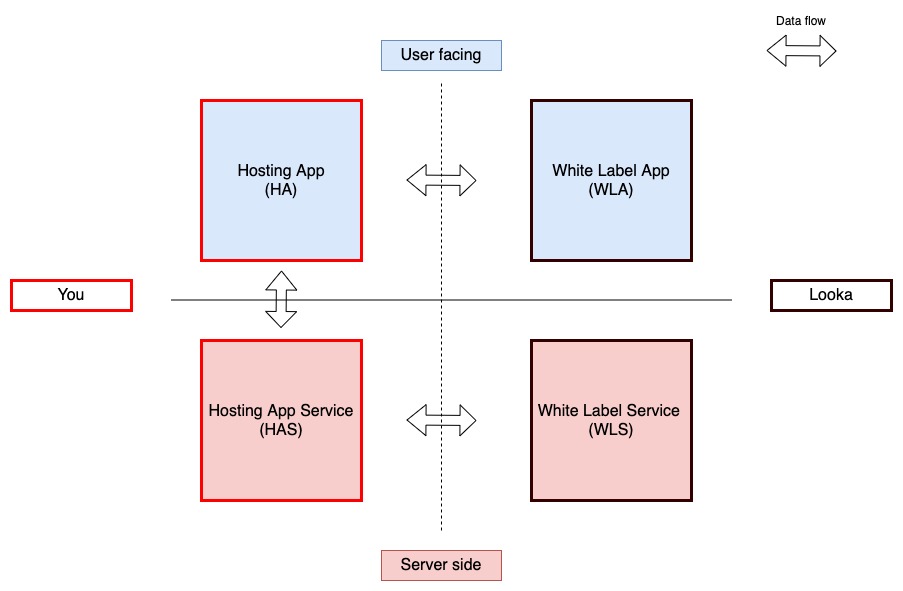 Data flow
User facing
Hosting App
(HA)
White Label App
(WLA)
You
Looka
Hosting App Service
(HAS)
White Label Service
(WLS)
Server side